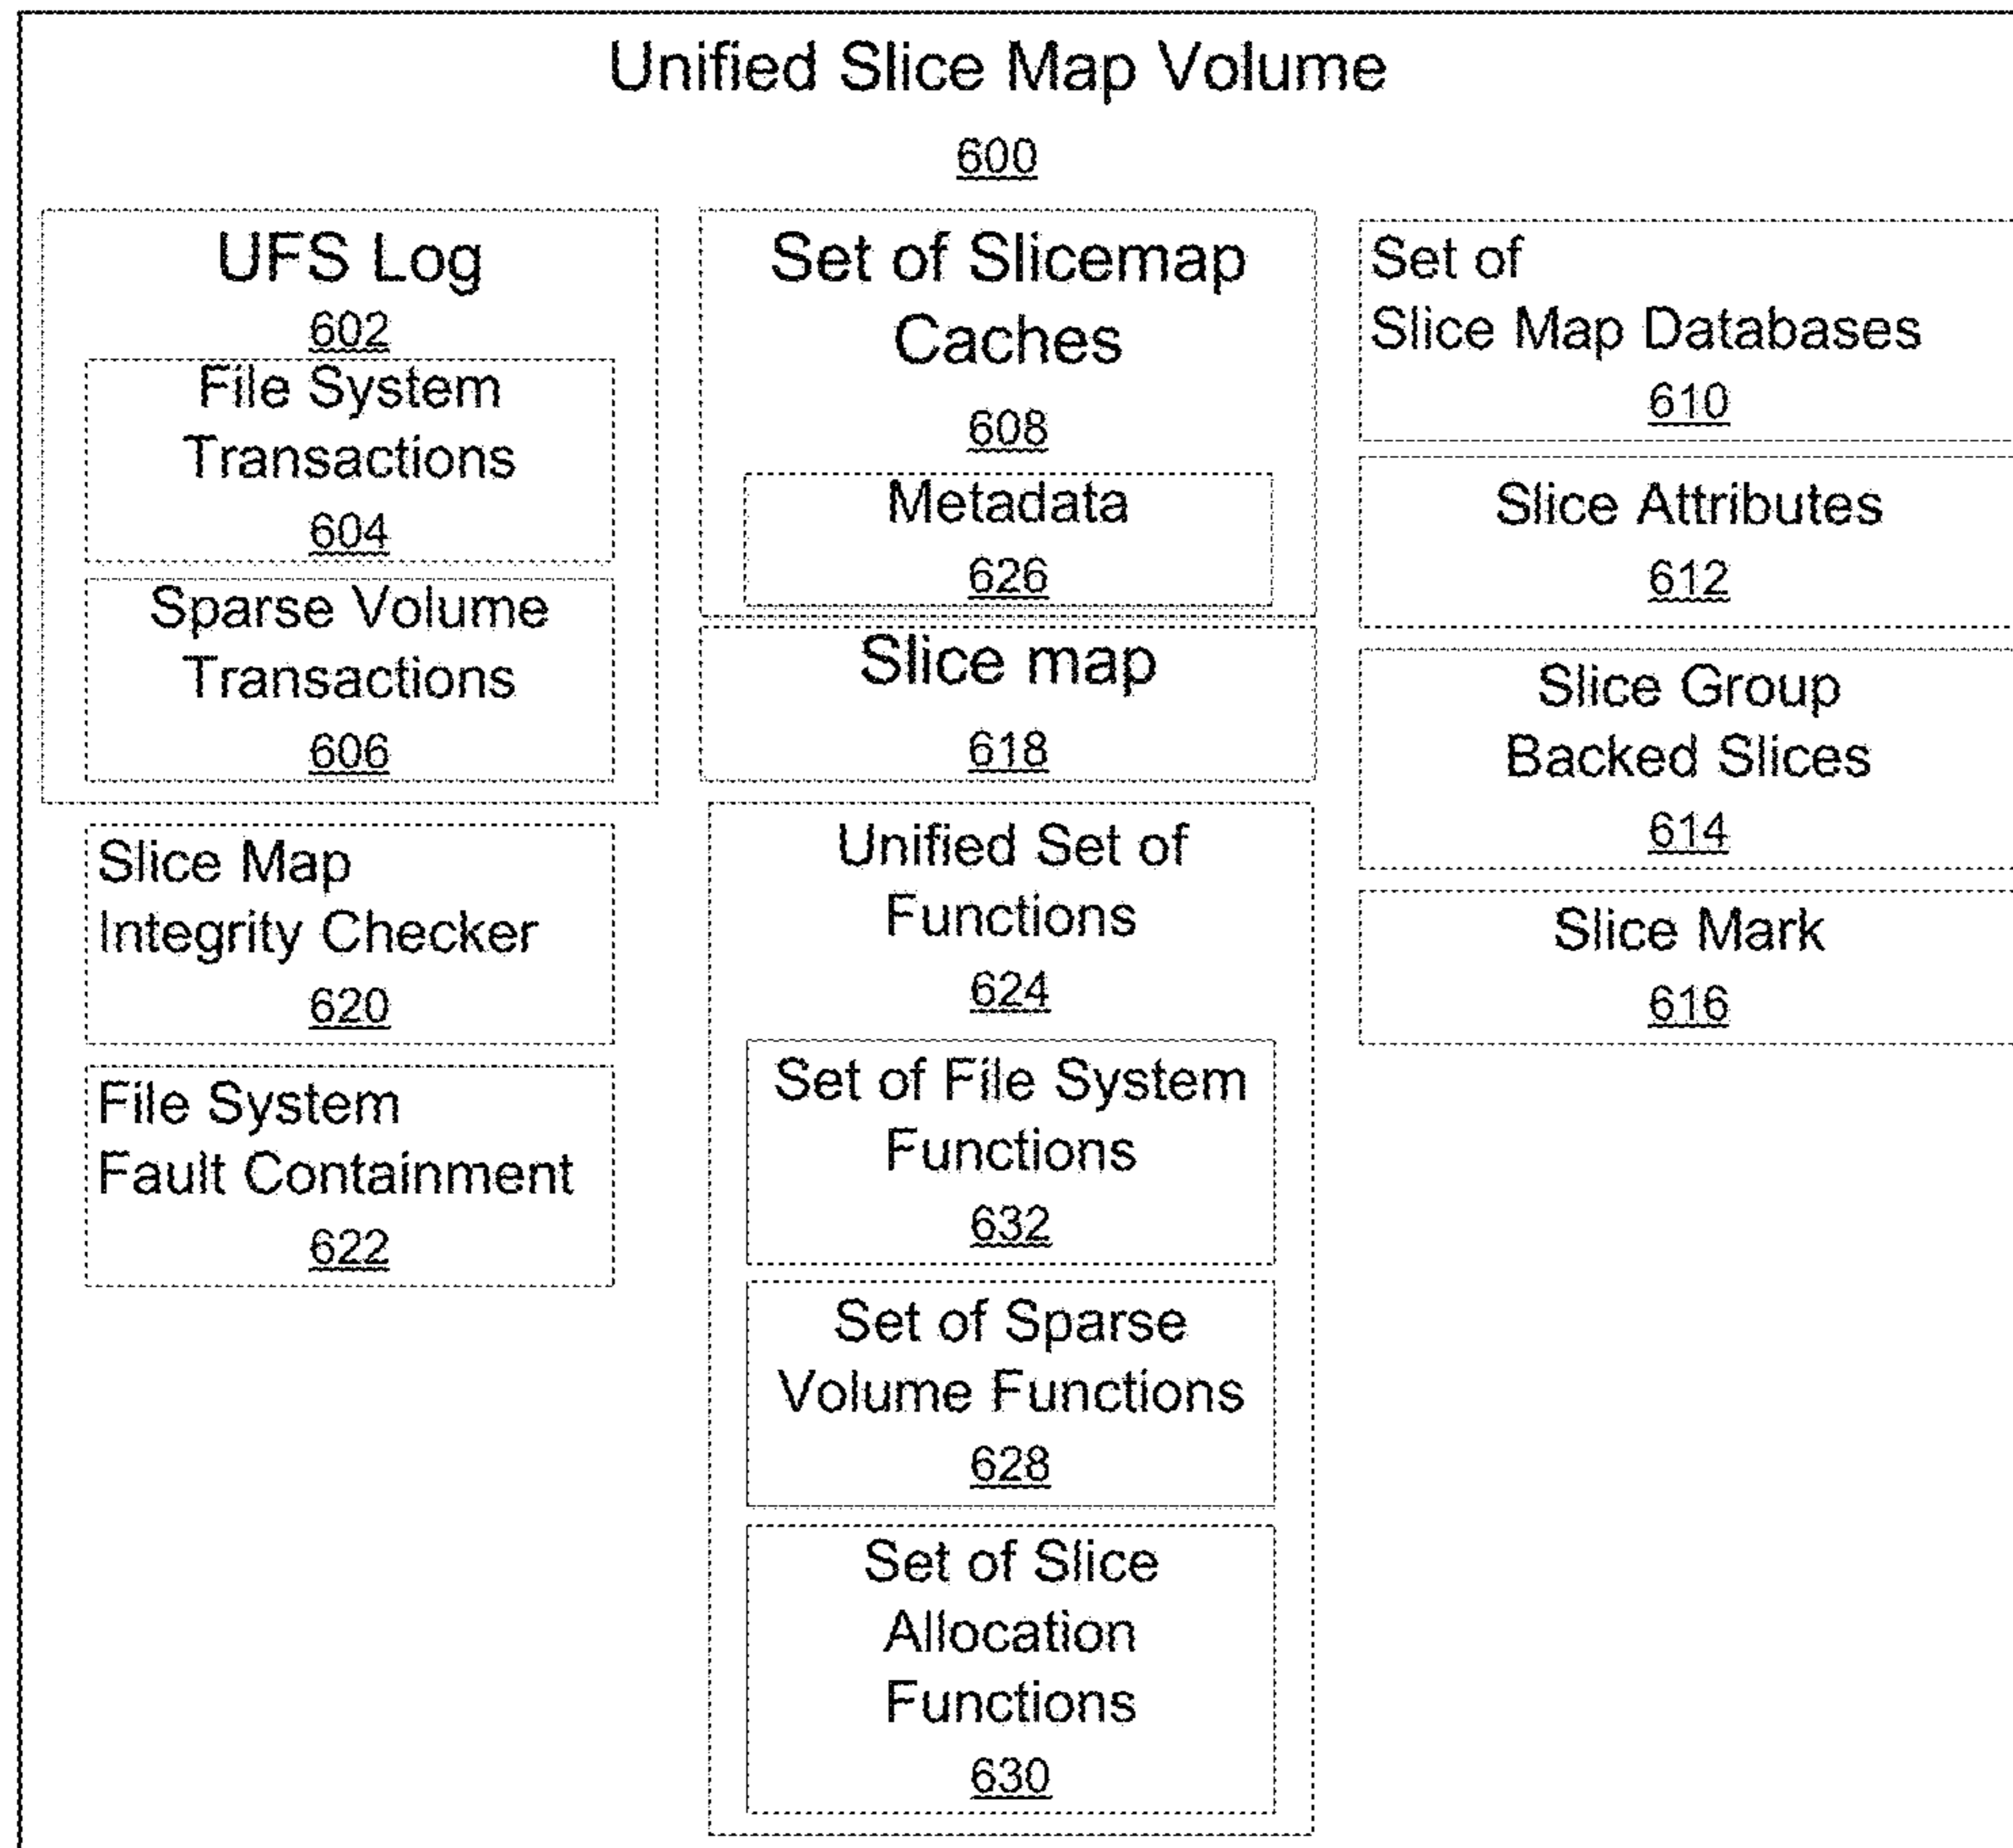 Unified Slice Map Volume
600
UFS Log
602
File System
Transactions
604
Sparse Volume
Transactions
606
Slice Map
Integrity Checker
620
File System
Fault Containment
622
Set of Slicemap
Caches
608
Metadata
626
Slice map
618
Unified Set of
Functions
624
Set of File System
Functions
632
Set of Sparse
Volume Functions
628
Set of Slice
Allocation
Functions
630
Set of
Slice Map Databases
610
Slice Attributes
612
Slice Group
Backed Slices
614
Slice Mark
616